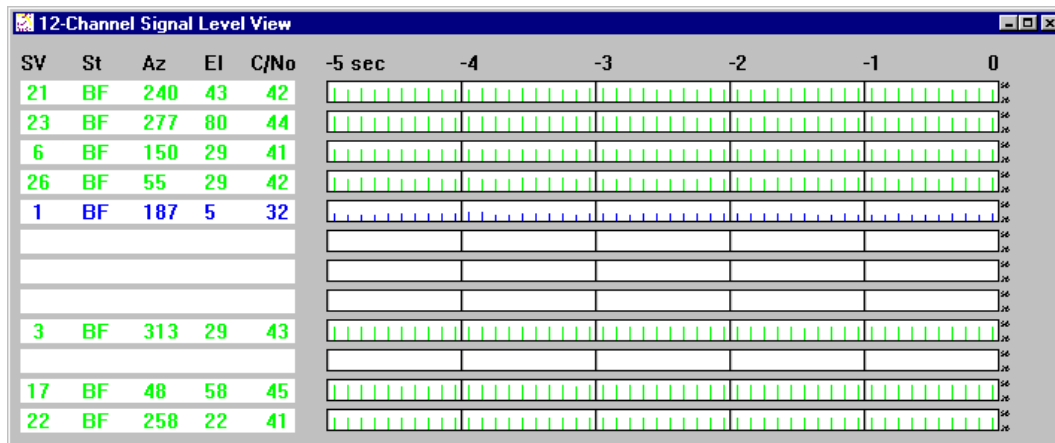 12-Channel Signal Level View
SV St Az El C/No -5 sec -4 -3 -2 -1 0
21 BF 240 43 42
23 BF 277 80 44
6 BF 150 29 41
26 BF 55 29 42
1 BF 187 5 32
3 BF 313 29 43
17 BF 48 58 45
22 BF 258 22 41